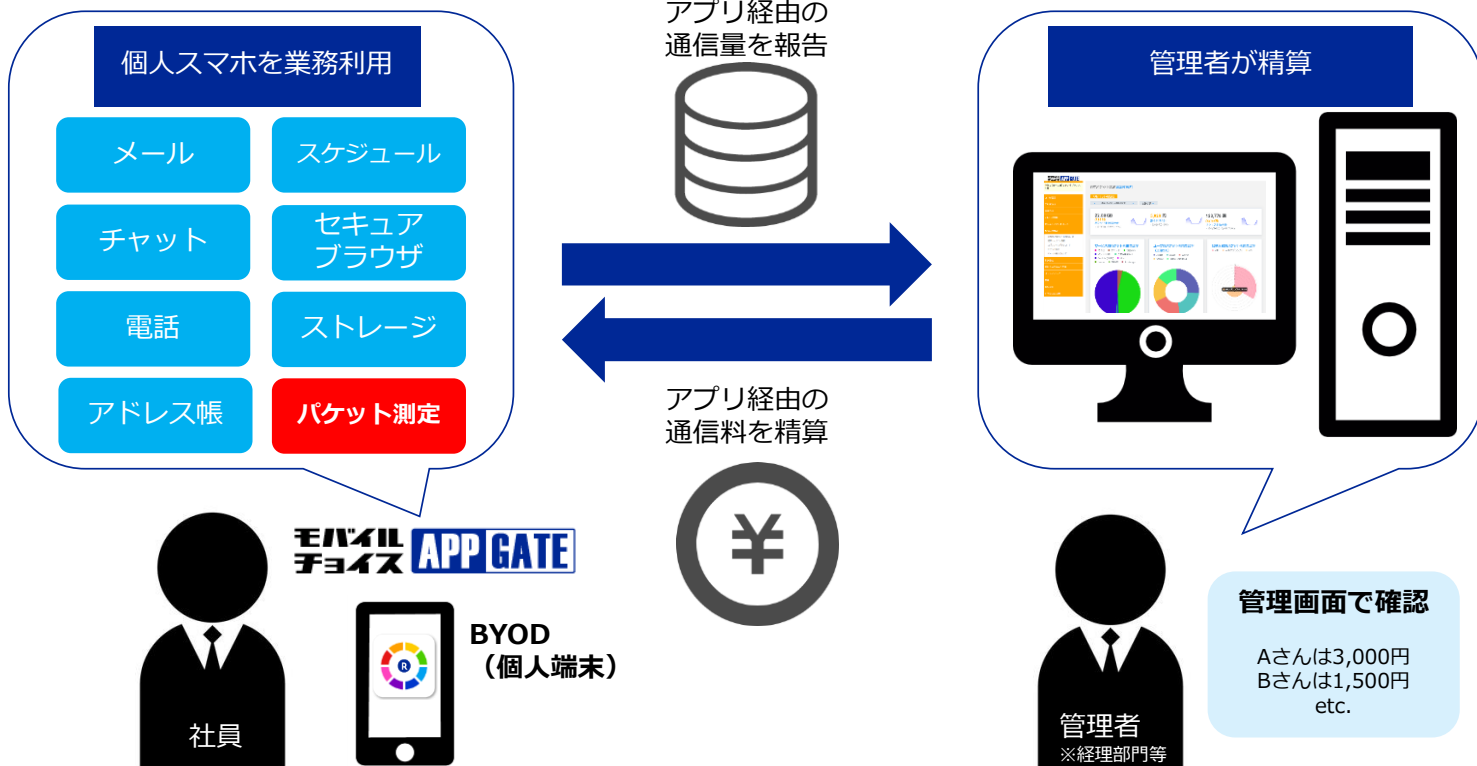 個人スマホを業務利用
メール
スケジュール
チャット
セキュア
ブラウザ
電話
ストレージ
アドレス帳
パケット測定
アプリ経由の
通信量を報告
アプリ経由の
通信料を精算
¥
管理者が精算
モバイル
チョイス APP GATE
BYOD
（個人端末）
R
社員
管理者
※経理部門等
管理画面で確認
Aさんは3,000円
Bさんは1,500円
etc.